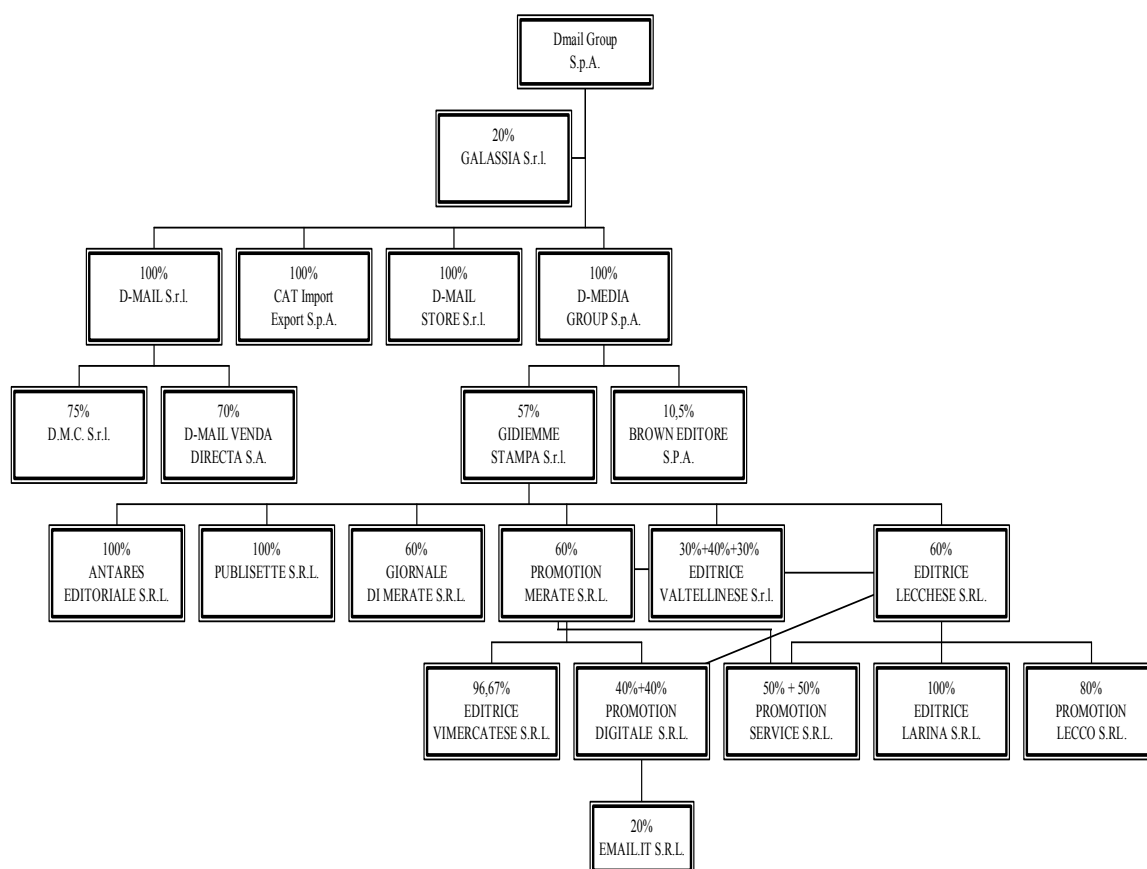 Dmail Group
S.p.A.
20%
GALASSIA S.r.l.
100%
D-MAIL S.r.l.
100%
CAT Import
Export S.p.A.
100%
D-MAIL
STORE S.r.l.
100%
D-MEDIA
GROUP S.p.A.
75%
D.M.C. S.r.l.
70%
D-MAIL VENDA
DIRECTA S.A.
57%
GIDIEMME
STAMPA S.r.l.
10,5%
BROWN EDITORE
S.P.A.
100%
ANTARES
EDITORIALE S.R.L.
100%
PUBLISETTE S.R.L.
60%
GIORNALE
DI MERATE S.R.L.
60%
PROMOTION
MERATE S.R.L.
30%+40%+30%
EDITRICE
VALTELLINESE S.r.l.
60%
EDITRICE
LECCHESE S.RL.
96,67%
EDITRICE
VIMERCATESE S.R.L.
40%+40%
PROMOTION
DIGITALE S.R.L.
50% + 50%
PROMOTION
SERVICE S.R.L.
100%
EDITRICE
LARINA S.R.L.
80%
PROMOTION
LECCO S.RL.
20%
EMAIL.IT S.R.L.